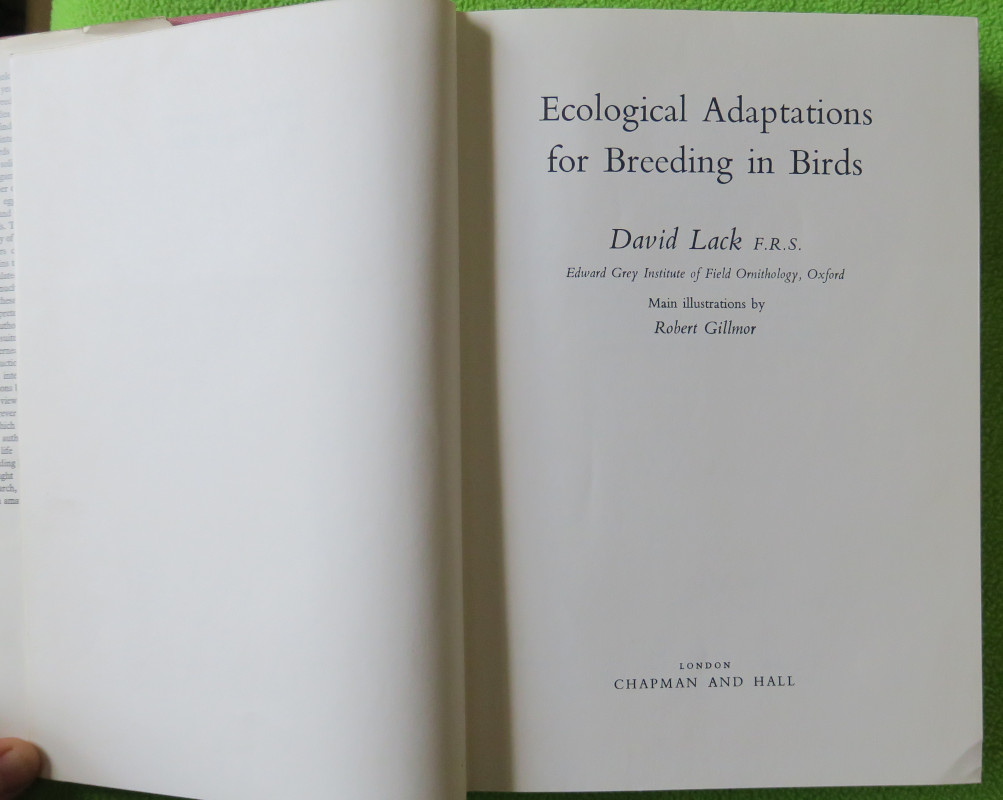 Ecological Adaptations
for Breeding in Birds
David Lack F.R.S.
Edward Grey Institute of Field Ornithology, Oxford
Main illustrations by
Robert Gillmor
LONDON
CHAPMAN AND HALL